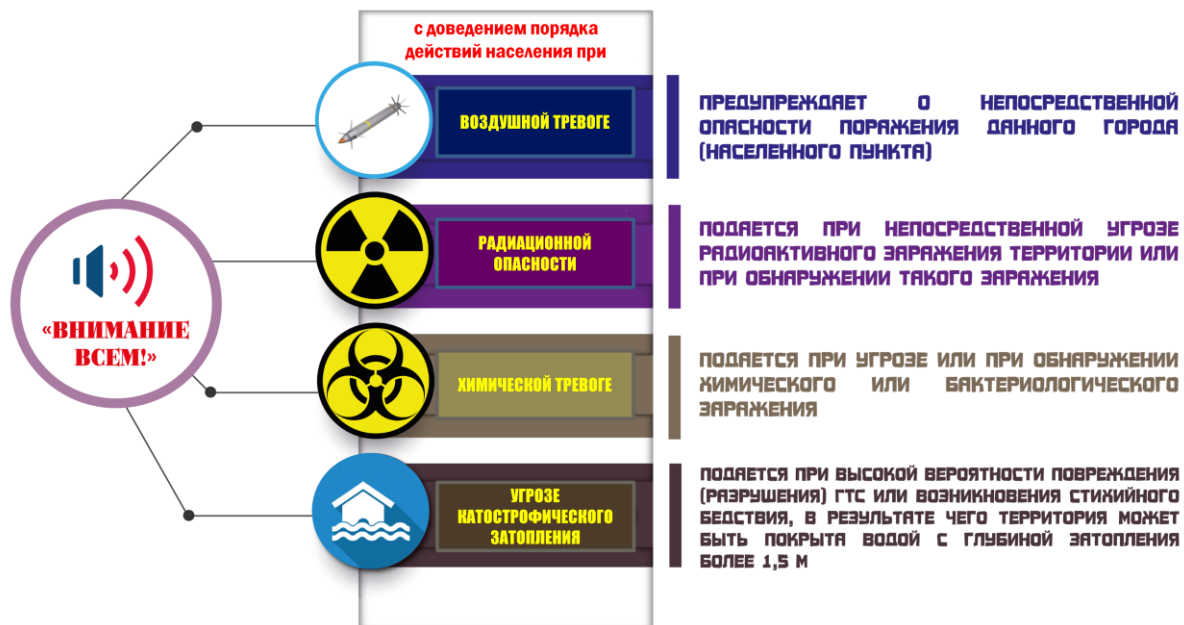 с доведением порядка
действий населения при
«ВНИМАНИЕ
ВСЕМ!»
ВОЗДУШНОЙ ТРЕВОГЕ
ПРЕДУПРЕЖДАЕТ О НЕПОСРЕДСТВЕННОЙ
ОПАСНОСТИ ПОРАЖЕНИЯ ДАННОГО ГОРОДА
(НАСЕЛЕННОГО ПУНКТА)
РАДИАЦИОННОЙ
ОПАСНОСТИ
ПОДАЕТСЯ ПРИ НЕПОСРЕДСТВЕННОЙ УГРОЗЕ
РАДИОАКТИВНОГО ЗАРАЖЕНИЯ ТЕРРИТОРИИ ИЛИ
ПРИ ОБНАРУЖЕНИИ ТАКОГО ЗАРАЖЕНИЯ
ХИМИЧЕСКОЙ ТРЕВОГЕ
ПОДАЕТСЯ ПРИ УГРОЗЕ ИЛИ ПРИ ОБНАРУЖЕНИИ
ХИМИЧЕСКОГО ИЛИ БАКТЕРИОЛОГИЧЕСКОГО
ЗАРАЖЕНИЯ
УГРОЗЕ
КАТОСТРОФИЧЕСКОГО
ЗАТОПЛЕНИЯ
ПОДАЕТСЯ ПРИ ВЫСОКОЙ ВЕРОЯТНОСТИ ПОВРЕЖДЕНИЯ
(РАЗРУШЕНИЯ) ГТС ИЛИ ВОЗНИКНОВЕНИЯ СТИХИЙНОГО
БЕДСТВИЯ, В РЕЗУЛЬТАТЕ ЧЕГО ТЕРРИТОРИЯ МОЖЕТ
БЫТЬ ПОКРЫТА ВОДОЙ С ГЛУБИНОЙ ЗАТОПЛЕНИЯ
БОЛЕЕ 1,5 М